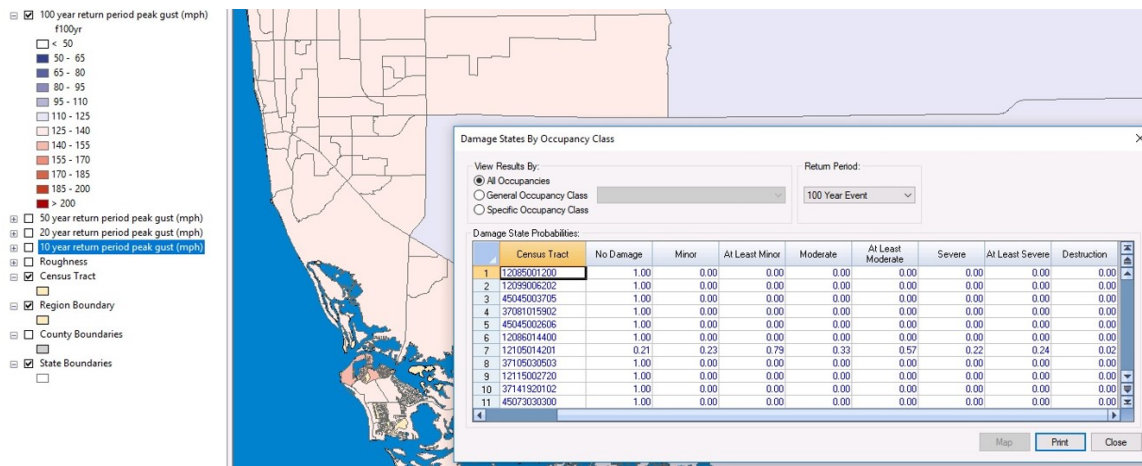 100 year return period peak gust (mph)
f100yr
< 50
50 - 65
65 - 80
80 - 95
95 - 110
110 - 125
125 - 140
140 - 155
155 - 170
170 - 185
185 - 200
> 200
50 year return period peak gust (mph)
20 year return period peak gust (mph)
10 year return period peak gust (mph)
Roughness
Census Tract
Region Boundary
County Boundaries
State Boundaries
Damage States By Occupancy Class
View Results By:
All Occupancies
General Occupancy Class
Specific Occupancy Class
Return Period:
100 Year Event
Damage State Probabilities:
Census Tract No Damage Minor At Least Minor Moderate At Least Moderate Severe At Least Severe Destruction
1 12085001200 1.00 0.00 0.00 0.00 0.00 0.00 0.00 0.00
2 12099006202 1.00 0.00 0.00 0.00 0.00 0.00 0.00 0.00
3 45045003705 1.00 0.00 0.00 0.00 0.00 0.00 0.00 0.00
4 37081015902 1.00 0.00 0.00 0.00 0.00 0.00 0.00 0.00
5 45045002606 1.00 0.00 0.00 0.00 0.00 0.00 0.00 0.00
6 12086014400 1.00 0.00 0.00 0.00 0.00 0.00 0.00 0.00
7 12105014201 0.21 0.23 0.79 0.33 0.57 0.22 0.24 0.02
8 37105030503 1.00 0.00 0.00 0.00 0.00 0.00 0.00 0.00
9 12115002720 1.00 0.00 0.00 0.00 0.00 0.00 0.00 0.00
10 37141920102 1.00 0.00 0.00 0.00 0.00 0.00 0.00 0.00
11 45073030300 1.00 0.00 0.00 0.00 0.00 0.00 0.00 0.00
Map Print Close